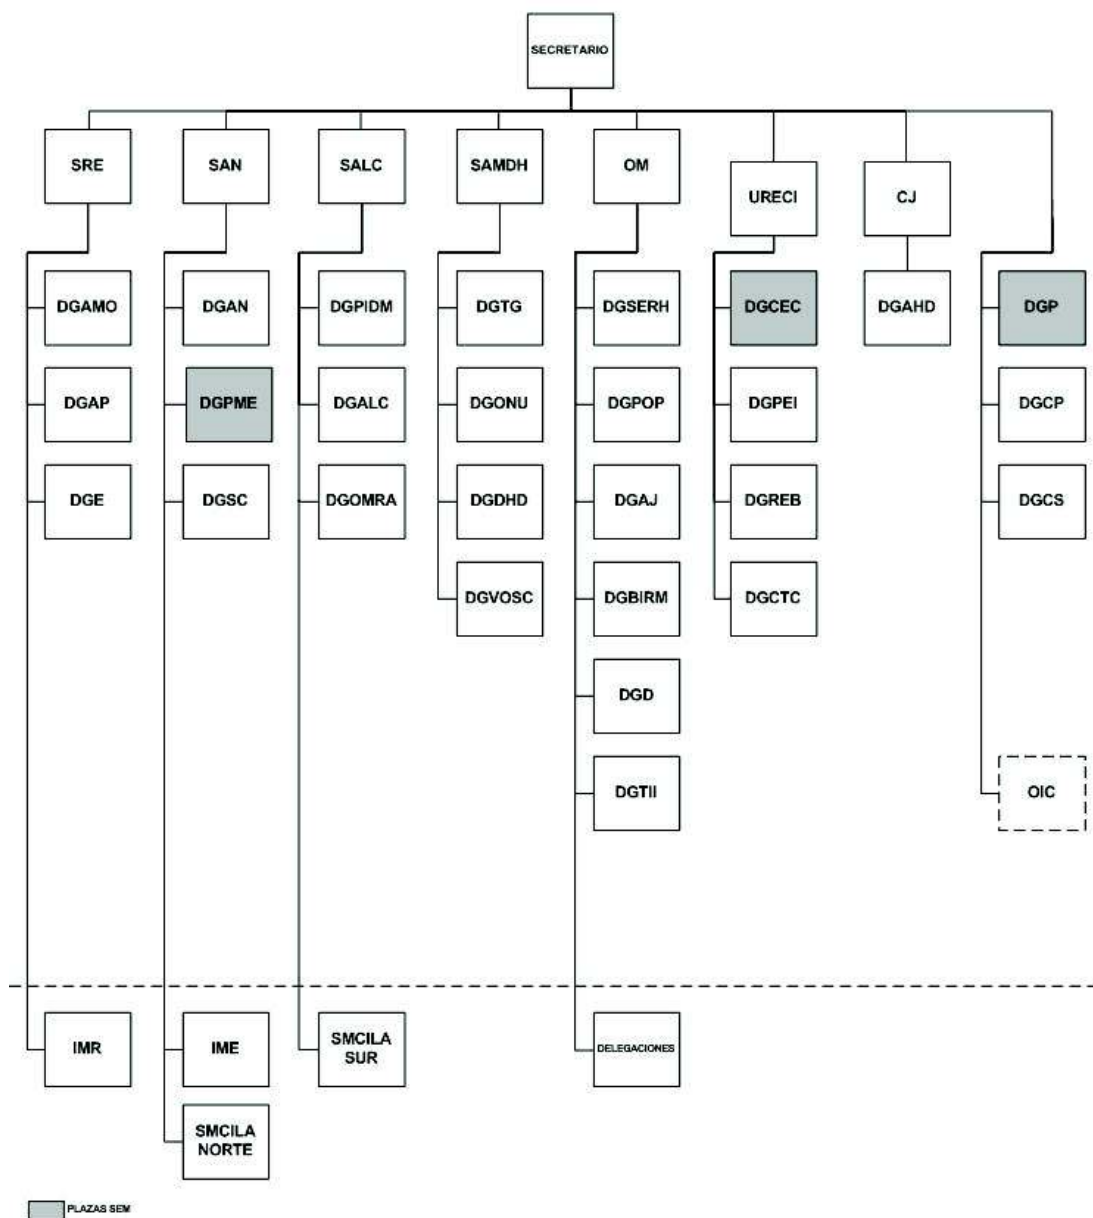 SECRETARIO
SRE
SAN
SALC
SAMDH
OM
URECI
CJ
DGAMO
DGAN
DGPIDM
DGTG
DGSERH
DGCEC
DGAHD
DGP
DGAP
DGPME
DGALC
DGONU
DGPOP
DGPEI
DGCP
DGE
DGSC
DGOMRA
DGDHD
DGAJ
DGREB
DGCS
DGVOSC
DGBIRM
DGCTC
DGD
DGTII
OIC
IMR
IME
SMCILA
SUR
DELEGACIONES
SMCILA
NORTE
PLAZAS SEM